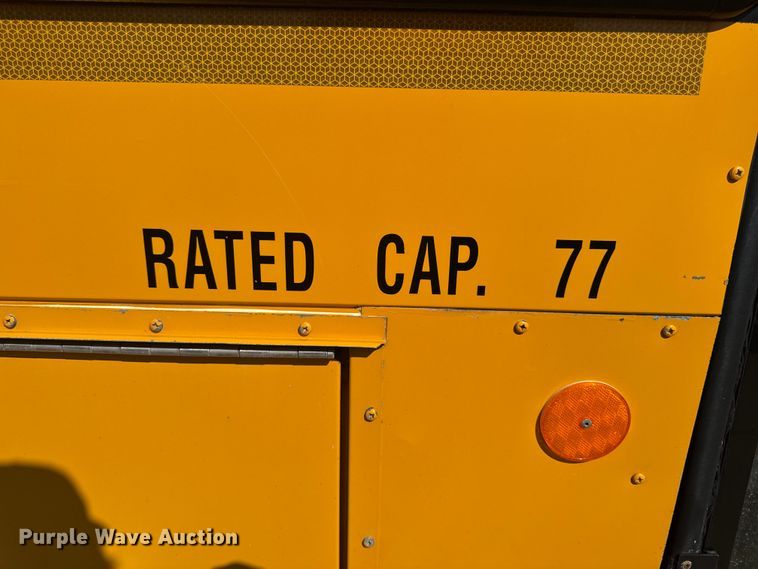 RATED CAP. 77
Purple Wave Auction